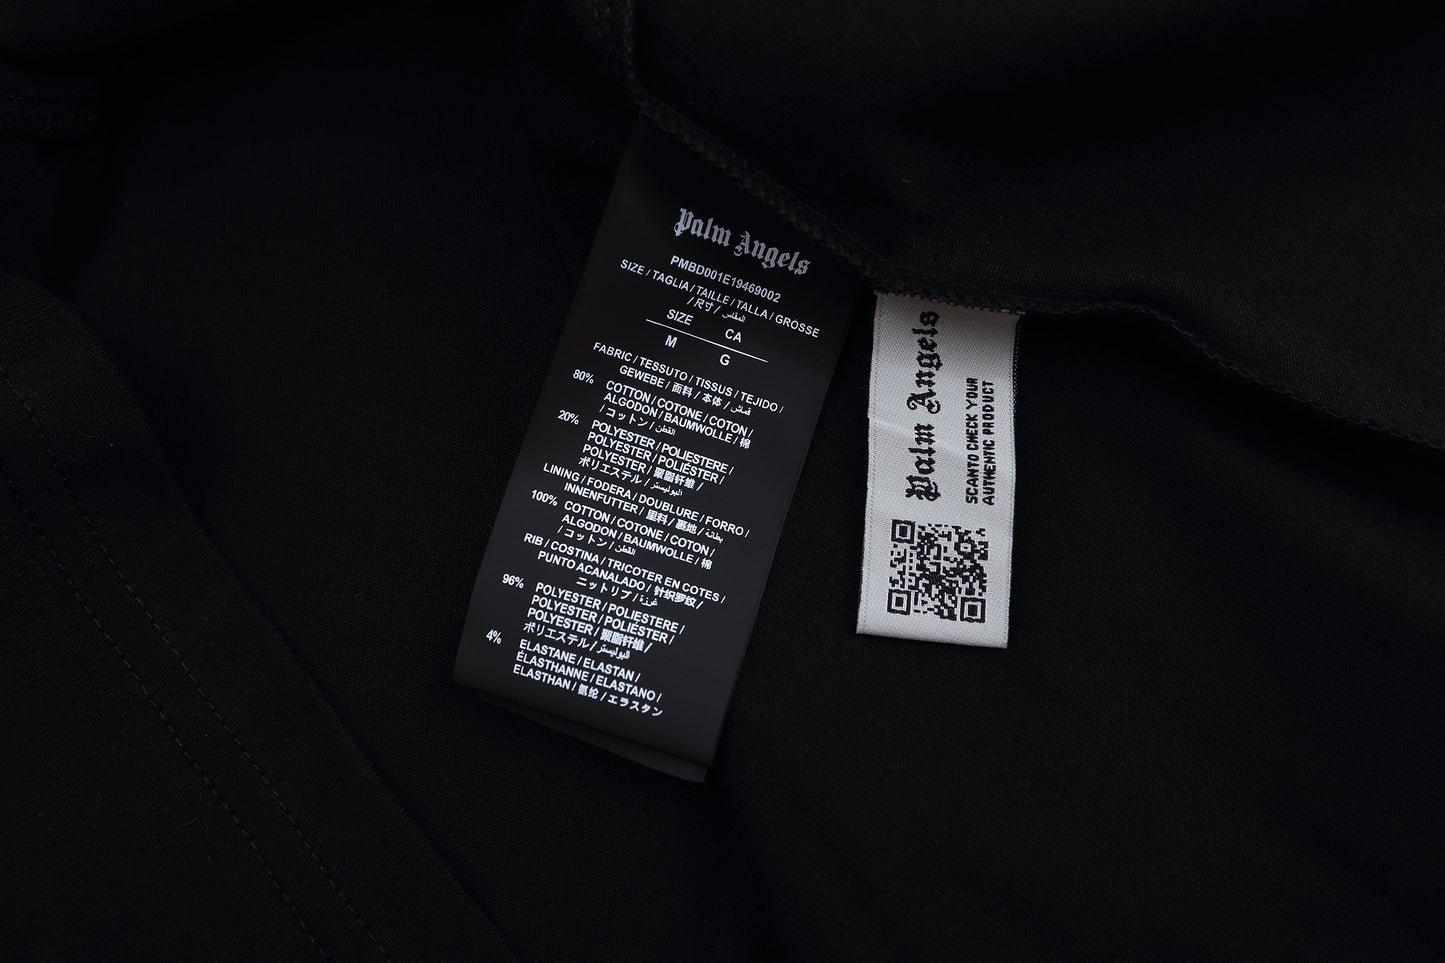 Palm Angels
PMBD001E19469002
SIZE / TAGLIA / TAILLE / TALLA / GROSSE
/ 尺寸 / المقاس
SIZE CA
M G
FABRIC / TESSUTO / TISSUS / TEJIDO /
GEWEBE / 面料 / 本体 / قماش
80% COTTON / COTONE / COTON /
ALGODON / BAUMWOLLE / 棉
/ コットン / القطن
20% POLYESTER / POLIESTERE /
POLYESTER / POLIÉSTER /
POLYESTER / 聚脂纤维 /
ポリエステル / البوليستر
LINING / FODERA / DOUBLURE / FORRO /
INNENFUTTER / 里料 / 裏地 / بطانة
100% COTTON / COTONE / COTON /
ALGODON / BAUMWOLLE / 棉
/ コットン / القطن
RIB / COSTINA / TRICOTER EN COTES /
PUNTO ACANALADO / 针织罗纹 /
ニットリブ /
96% POLYESTER / POLIESTERE /
POLYESTER / POLIÉSTER /
POLYESTER / 聚脂纤维 /
ポリエステル / البوليستر
4% ELASTANE / ELASTAN /
ÉLASTHANNE / ELASTANO /
ELASTHAN / 氨纶 / エラスタン
Palm Angels
SCANTO CHECK YOUR
AUTHENTIC PRODUCT